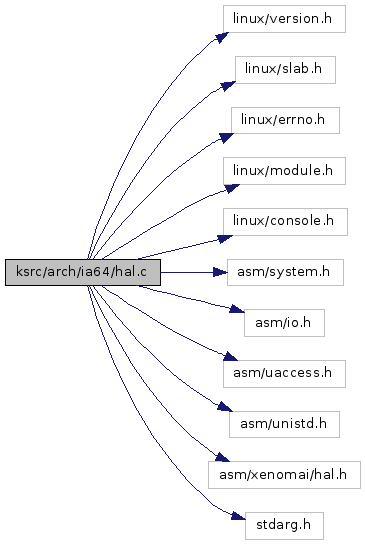 linux/version.h
linux/slab.h
linux/errno.h
linux/module.h
linux/console.h
ksrc/arch/ia64/hal.c
asm/system.h
asm/io.h
asm/uaccess.h
asm/unistd.h
asm/xenomai/hal.h
stdarg.h